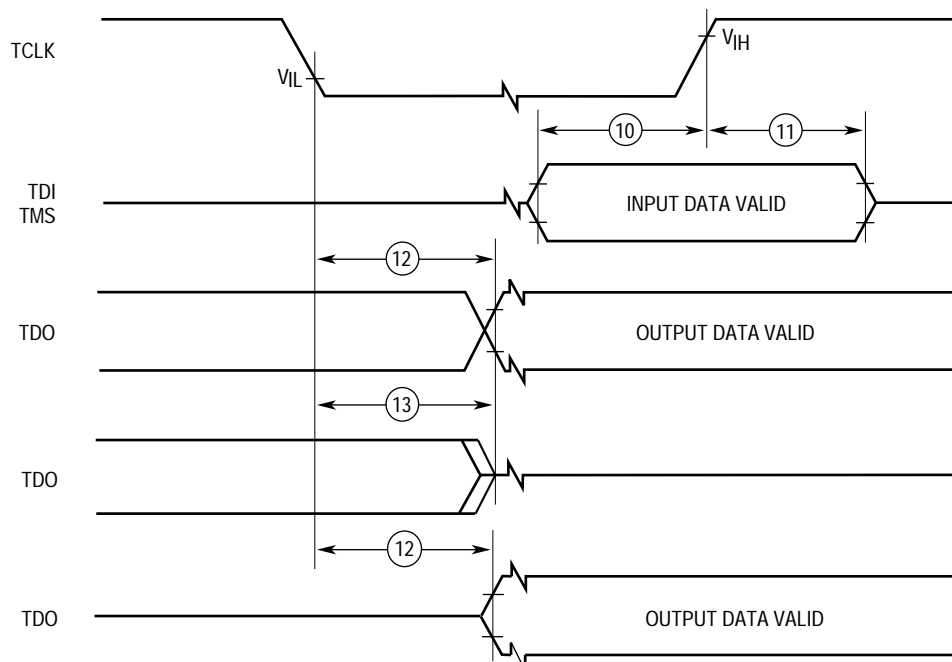 TCLK
VIL
VIH
10
11
TDI
TMS
INPUT DATA VALID
12
TDO
OUTPUT DATA VALID
13
TDO
12
TDO
OUTPUT DATA VALID